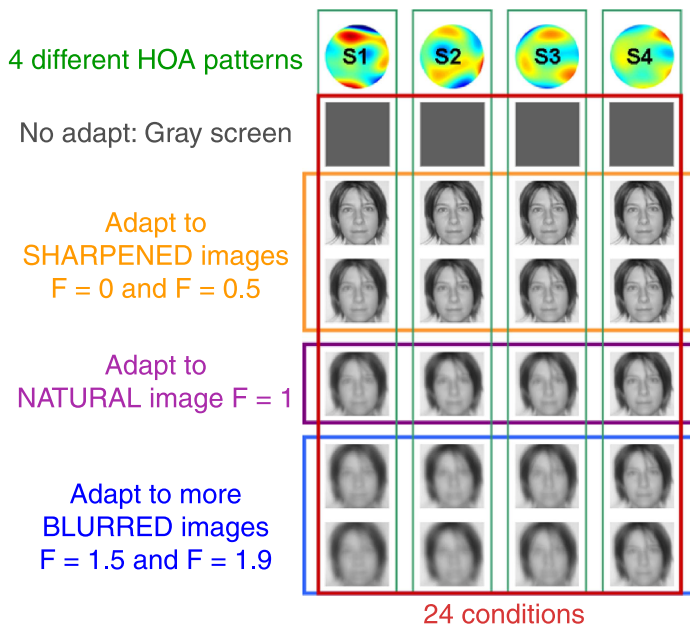 4 different HOA patterns
S1 S2 S3 S4
No adapt: Gray screen
Adapt to
SHARPENED images
F = 0 and F = 0.5
Adapt to
NATURAL image F = 1
Adapt to more
BLURRED images
F = 1.5 and F = 1.9
24 conditions